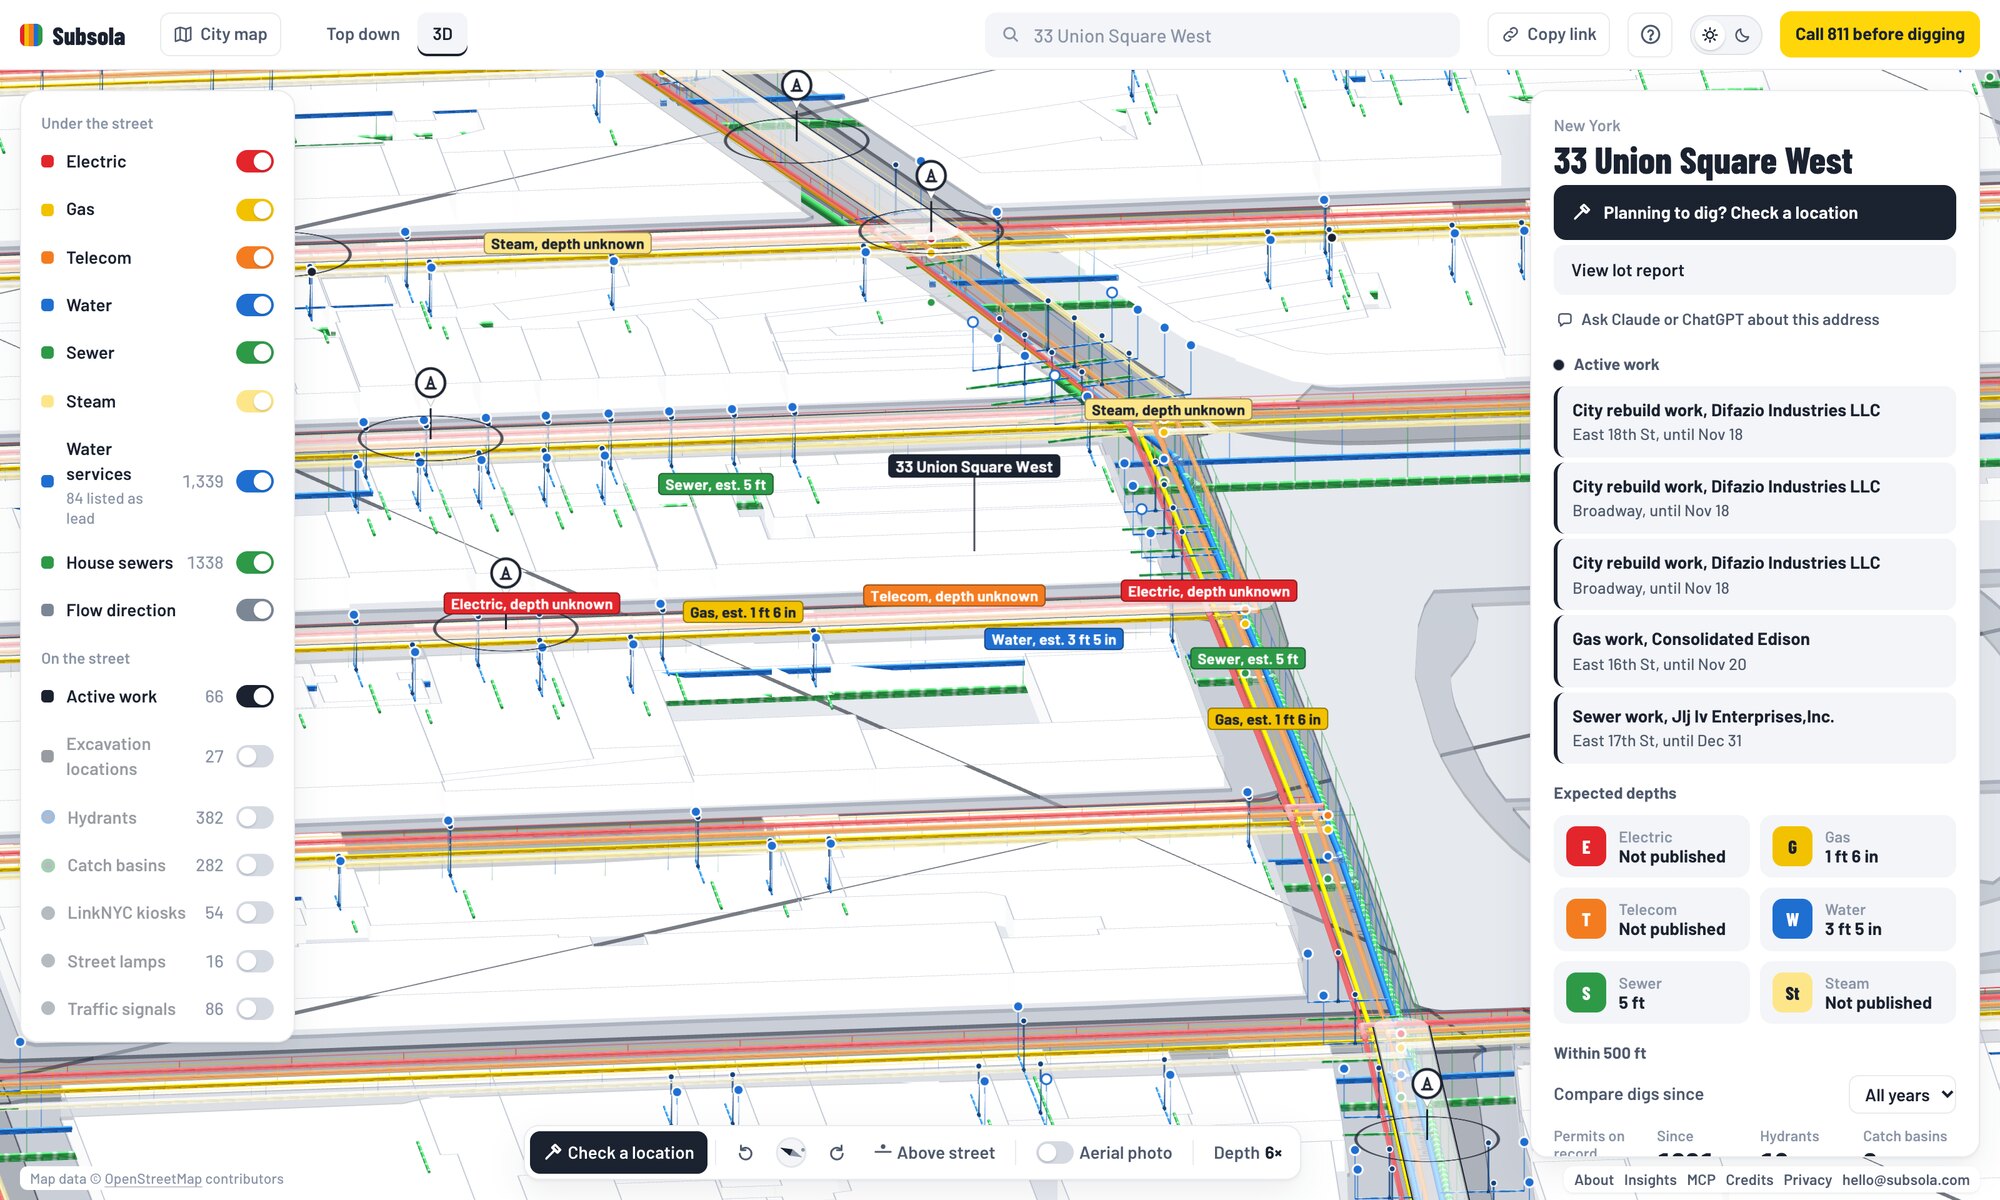 Subsola
City map
Top down
3D
33 Union Square West
Copy link
Call 811 before digging
Under the street
Electric
Gas
Telecom
Water
Sewer
Steam
Water
services
1,339
84 listed as
lead
House sewers 1338
Flow direction
On the street
Active work 66
Excavation
locations
27
Hydrants 382
Catch basins 282
LinkNYC kiosks 54
Street lamps 16
Traffic signals 86
Steam, depth unknown
Steam, depth unknown
33 Union Square West
Sewer, est. 5 ft
Electric, depth unknown
Gas, est. 1 ft 6 in
Telecom, depth unknown
Electric, depth unknown
Water, est. 3 ft 5 in
Sewer, est. 5 ft
Gas, est. 1 ft 6 in
New York
33 Union Square West
Planning to dig? Check a location
View lot report
Ask Claude or ChatGPT about this address
Active work
City rebuild work, Difazio Industries LLC
East 18th St, until Nov 18
City rebuild work, Difazio Industries LLC
Broadway, until Nov 18
City rebuild work, Difazio Industries LLC
Broadway, until Nov 18
Gas work, Consolidated Edison
East 16th St, until Nov 20
Sewer work, Jlj Iv Enterprises,Inc.
East 17th St, until Dec 31
Expected depths
E
Electric
Not published
G
Gas
1 ft 6 in
T
Telecom
Not published
W
Water
3 ft 5 in
S
Sewer
5 ft
St
Steam
Not published
Within 500 ft
Compare digs since
All years
Permits on
record
Since
Hydrants
Catch basins
Check a location
Above street
Aerial photo
Depth 6×
Map data © OpenStreetMap contributors
About Insights MCP Credits Privacy hello@subsola.com